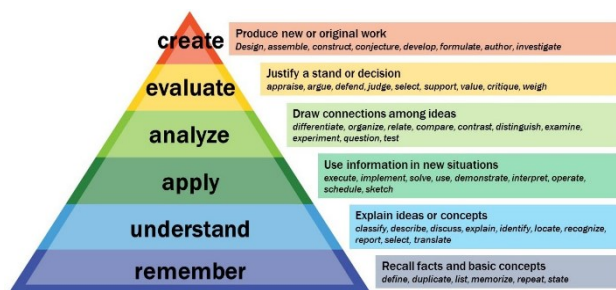 create
Produce new or original work
Design, assemble, construct, conjecture, develop, formulate, author, investigate
evaluate
Justify a stand or decision
appraise, argue, defend, judge, select, support, value, critique, weigh
analyze
Draw connections among ideas
differentiate, organize, relate, compare, contrast, distinguish, examine,
experiment, question, test
apply
Use information in new situations
execute, implement, solve, use, demonstrate, interpret, operate,
schedule, sketch
understand
Explain ideas or concepts
classify, describe, discuss, explain, identify, locate, recognize,
report, select, translate
remember
Recall facts and basic concepts
define, duplicate, list, memorize, repeat, state